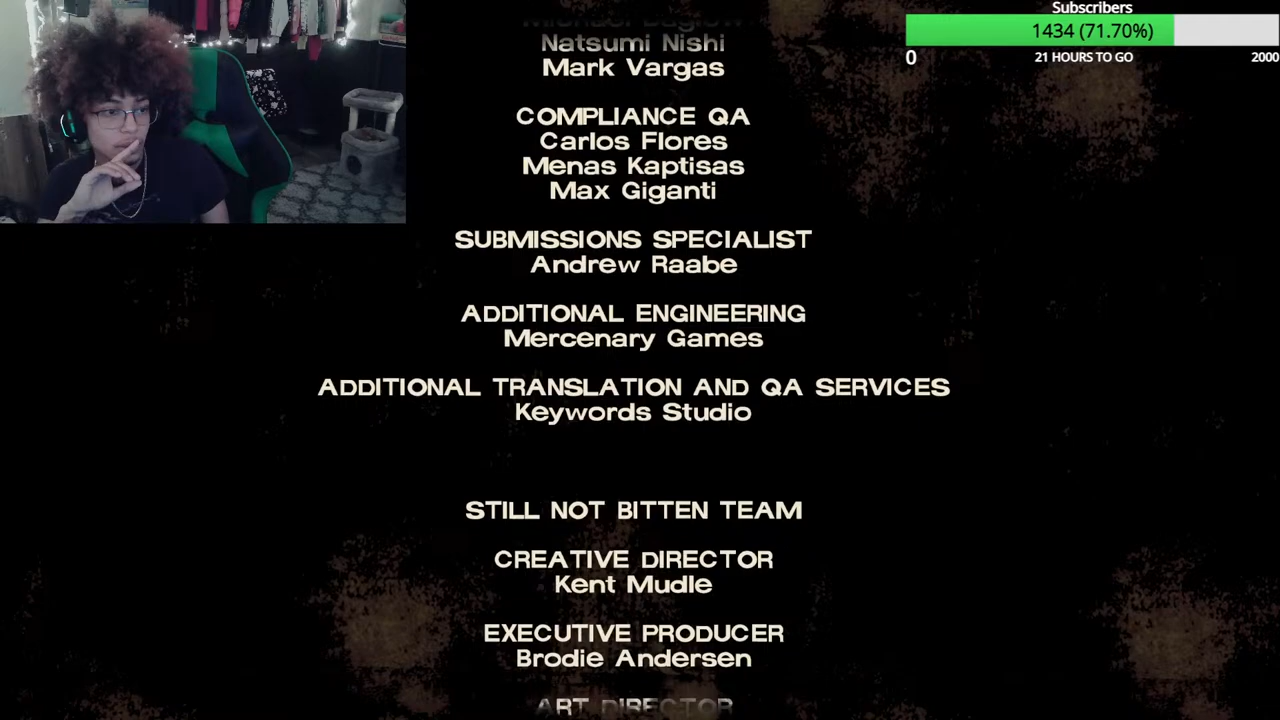 Subscribers
1434 (71.70%)
0
21 HOURS TO GO
2000
Natsumi Nishi
Mark Vargas
COMPLIANCE QA
Carlos Flores
Menas Kaptisas
Max Giganti
SUBMISSIONS SPECIALIST
Andrew Raabe
ADDITIONAL ENGINEERING
Mercenary Games
ADDITIONAL TRANSLATION AND QA SERVICES
Keywords Studio
STILL NOT BITTEN TEAM
CREATIVE DIRECTOR
Kent Mudle
EXECUTIVE PRODUCER
Brodie Andersen
ART DIRECTOR